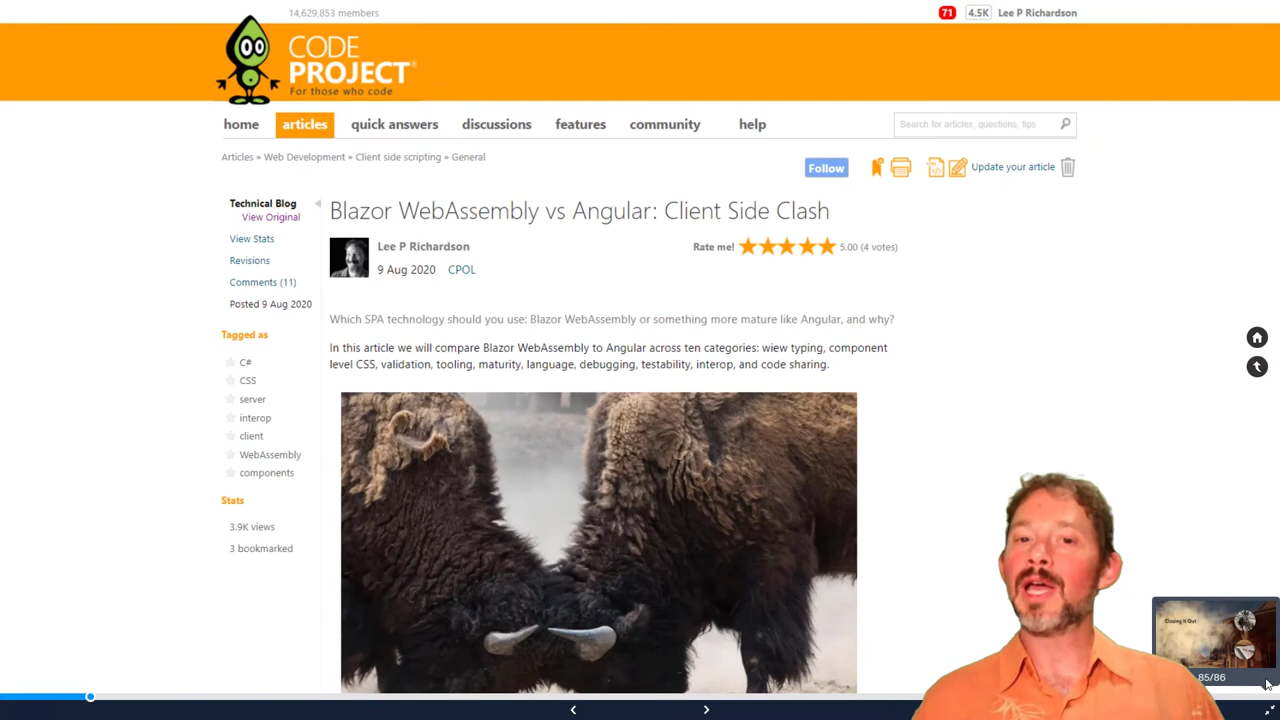 14,629,853 members
71
4.5K
Lee P Richardson
CODE
PROJECT
For those who code
home
articles
quick answers
discussions
features
community
help
Search for articles, questions, tips
Articles » Web Development » Client side scripting » General
Follow
Update your article
Technical Blog
View Original
View Stats
Revisions
Comments (11)
Posted 9 Aug 2020
Tagged as
C#
CSS
server
interop
client
WebAssembly
components
Stats
3.9K views
3 bookmarked
Blazor WebAssembly vs Angular: Client Side Clash
Lee P Richardson
9 Aug 2020 CPOL
Rate me!
5.00 (4 votes)
Which SPA technology should you use: Blazor WebAssembly or something more mature like Angular, and why?
In this article we will compare Blazor WebAssembly to Angular across ten categories: wiew typing, component
level CSS, validation, tooling, maturity, language, debugging, testability, interop, and code sharing.
Closing It Out
85/86